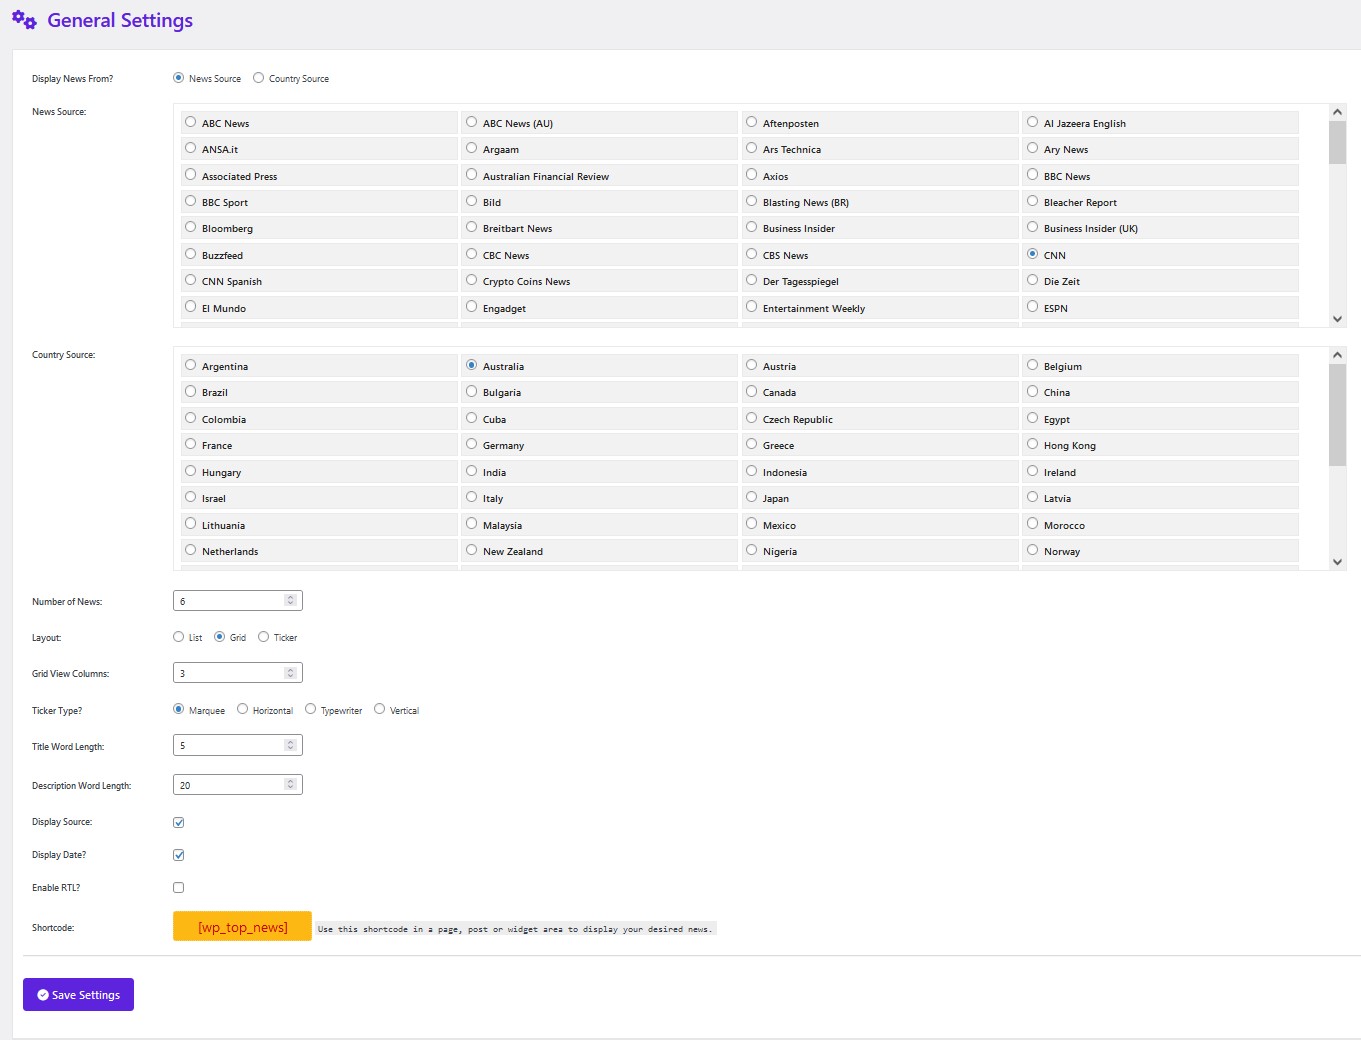 General Settings
Display News From? News Source Country Source
News Source:
ABC News ABC News (AU) Aftenposten Al Jazeera English
ANSA.it Argaam Ars Technica Ary News
Associated Press Australian Financial Review Axios BBC News
BBC Sport Bild Blasting News (BR) Bleacher Report
Bloomberg Breitbart News Business Insider Business Insider (UK)
Buzzfeed CBC News CBS News CNN
CNN Spanish Crypto Coins News Der Tagesspiegel Die Zeit
El Mundo Engadget Entertainment Weekly ESPN
Country Source:
Argentina Australia Austria Belgium
Brazil Bulgaria Canada China
Colombia Cuba Czech Republic Egypt
France Germany Greece Hong Kong
Hungary India Indonesia Ireland
Israel Italy Japan Latvia
Lithuania Malaysia Mexico Morocco
Netherlands New Zealand Nigeria Norway
Number of News: 6
Layout: List Grid Ticker
Grid View Columns: 3
Ticker Type? Marquee Horizontal Typewriter Vertical
Title Word Length: 5
Description Word Length: 20
Display Source:
Display Date?
Enable RTL?
Shortcode: [wp_top_news] Use this shortcode in a page, post or widget area to display your desired news.
Save Settings